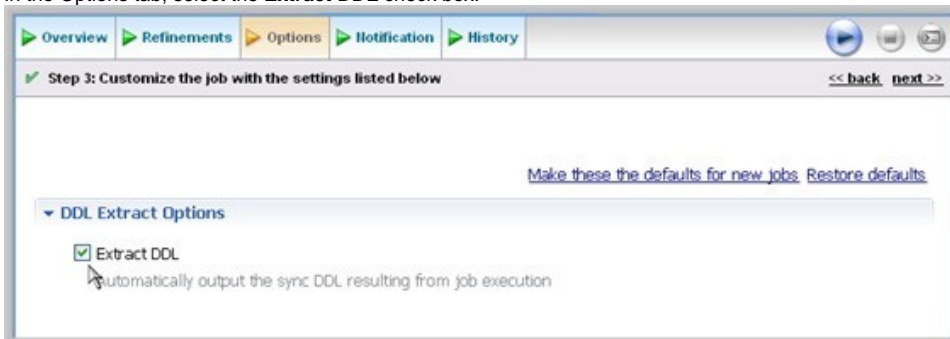 In the Options tab, select the Extract DDL check box.
Overview Refinements Options Notification History
Step 3: Customize the job with the settings listed below << back next >>
Make these the defaults for new jobs Restore defaults
DDL Extract Options
Extract DDL
Automatically output the sync DDL resulting from job execution